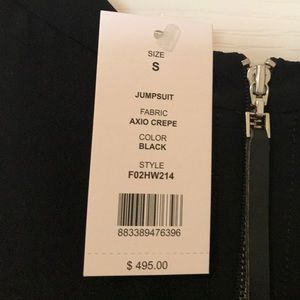 SIZE
S
JUMPSUIT
FABRIC
AXIO CREPE
COLOR
BLACK
STYLE
F02HW214
883389476396
$ 495.00